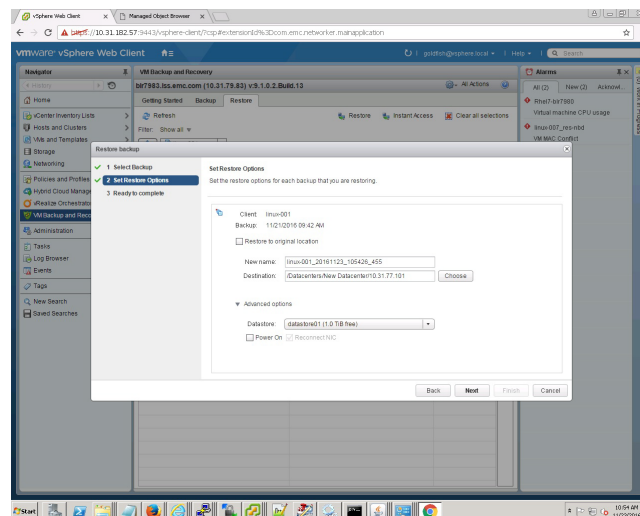 vSphere Web Client
Managed Object Browser
https://10.31.182.57:9443/vsphere-client/?csp#extensionId%3Dcom.emc.networker.mainapplication
vmware vSphere Web Client
goldfish@vsphere.local
Help
Search
Navigator
VM Backup and Recovery
Alarms
History
blr7983.lss.emc.com (10.31.79.83) v:9.1.0.2.Build.13
All Actions
All (2)
New (2)
Acknowl...
Home
Getting Started
Backup
Restore
Rhel7-blr7983
Virtual machine CPU usage
vCenter Inventory Lists
Refresh
Restore
Instant Access
Clear all selections
Hosts and Clusters
Filter: Show all
linux-007_res-nbd
VM MAC Conflict
VMs and Templates
Storage
Networking
Restore backup
1 Select Backup
Set Restore Options
2 Set Restore Options
Set the restore options for each backup that you are restoring.
3 Ready to complete
Policies and Profiles
Hybrid Cloud Manage
vRealize Orchestrator
VM Backup and Reco
Administration
Tasks
Log Browser
Events
Tags
New Search
Saved Searches
Client: linux-001
Backup: 11/21/2016 09:42 AM
Restore to original location
New name: linux-001_20161123_105426_455
Destination: /Datacenters/New Datacenter/10.31.77.101
Choose
Advanced options
Datastore: datastore01 (1.0 TiB free)
Power On
Reconnect NIC
Back
Next
Finish
Cancel
Start
10:54 AM